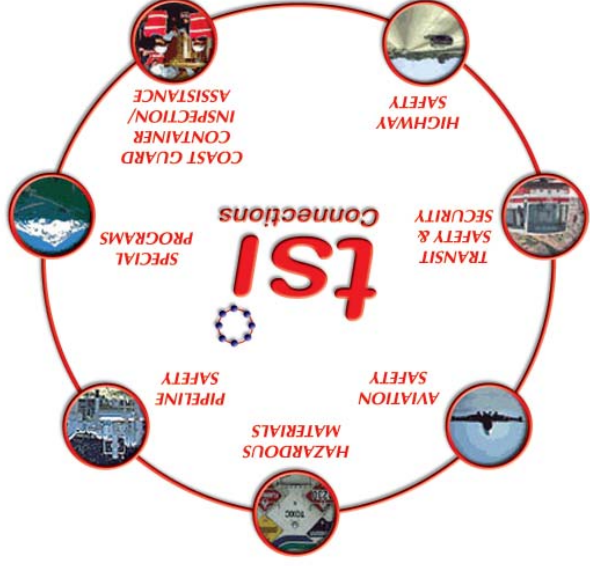 TOXIC
HAZARDOUS
MATERIALS
AVIATION
SAFETY
PIPELINE
SAFETY
tsi
Connections
TRANSIT
SAFETY &
SECURITY
SPECIAL
PROGRAMS
HIGHWAY
SAFETY
COAST GUARD
CONTAINER
INSPECTION/
ASSISTANCE